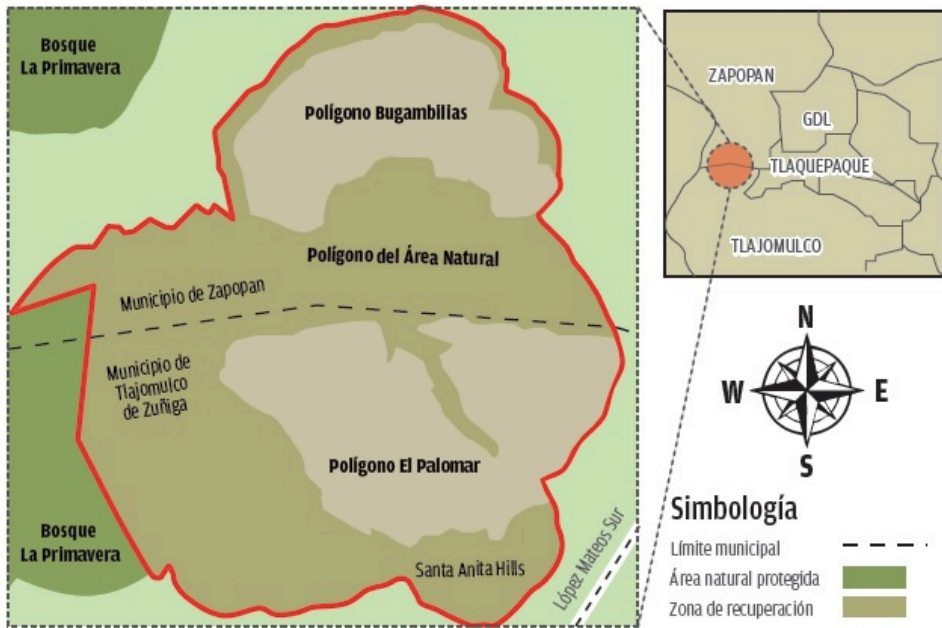 Bosque
La Primavera
Polígono Bugambilias
Polígono del Área Natural
Municipio de Zapopan
Municipio de
Tlajomulco
de Zuñiga
Polígono El Palomar
Bosque
La Primavera
Santa Anita Hills
López Mateos Sur
ZAPOPAN
GDL
TLAQUEPAQUE
TLAJOMULCO
N
W
E
S
Simbología
Límite municipal
Área natural protegida
Zona de recuperación